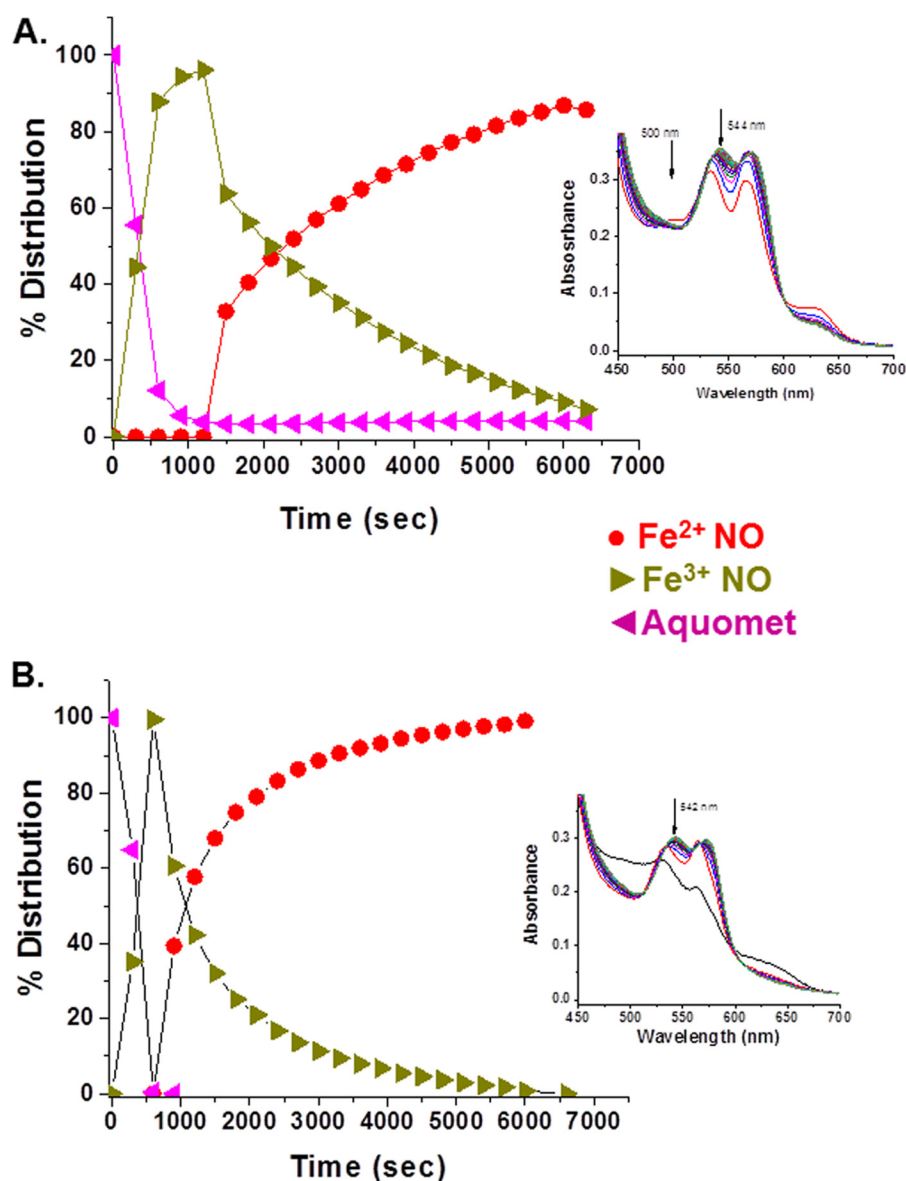 A.
% Distribution
100
80
60
40
20
0
0 1000 2000 3000 4000 5000 6000 7000
Time (sec)
500 nm
544 nm
Absorbance
0.3
0.2
0.1
0.0
450 500 550 600 650 700
Wavelength (nm)
Fe²⁺ NO
Fe³⁺ NO
Aquomet
B.
% Distribution
100
80
60
40
20
0
0 1000 2000 3000 4000 5000 6000 7000
Time (sec)
542 nm
Absorbance
0.3
0.2
0.1
0.0
450 500 550 600 650 700
Wavelength (nm)